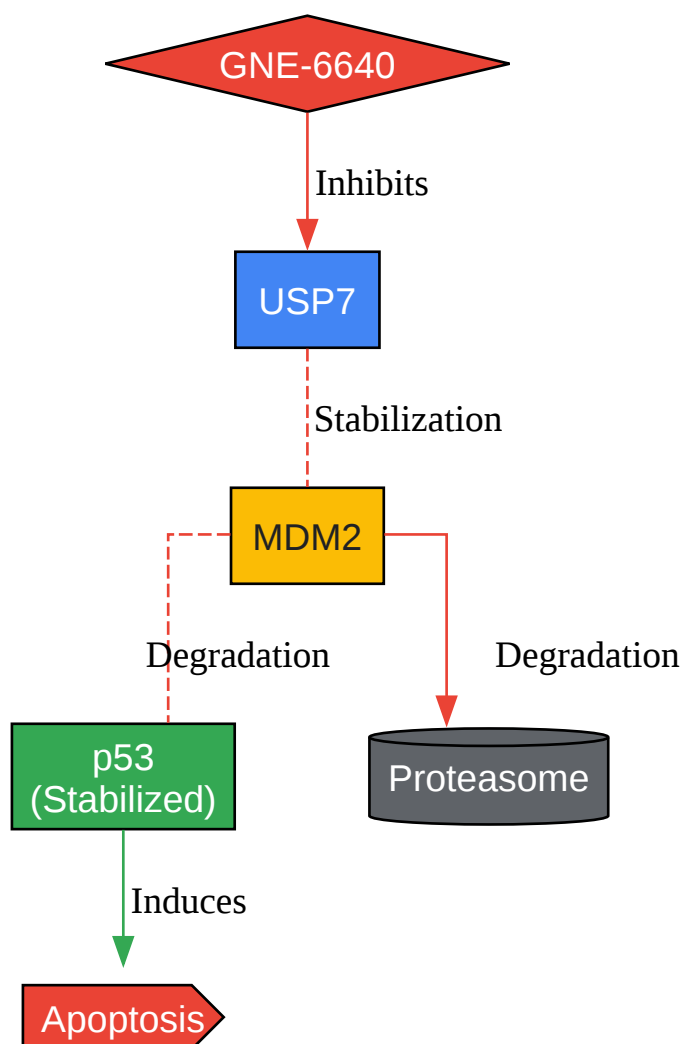 GNE-6640
Inhibits
USP7
Stabilization
MDM2
Degradation
Degradation
p53
(Stabilized)
Proteasome
Induces
Apoptosis